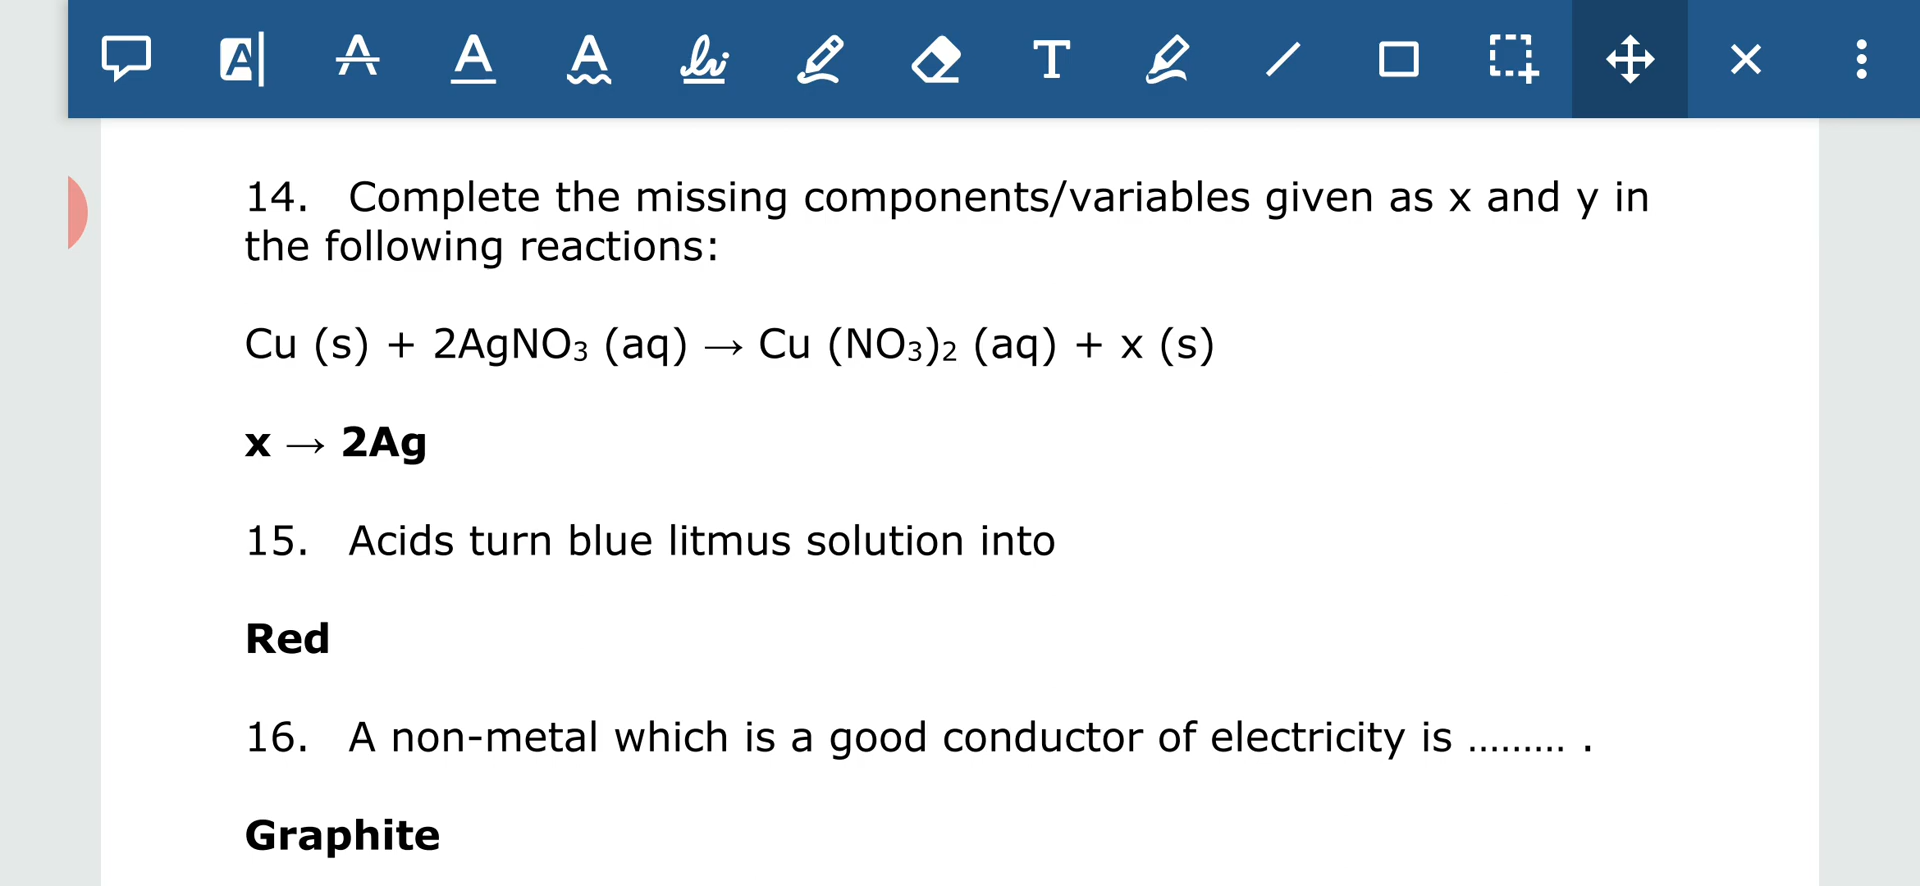 14. Complete the missing components/variables given as x and y in
the following reactions:
Cu (s) + 2AgNO₃ (aq) → Cu (NO₃)₂ (aq) + x (s)
x → 2Ag
15. Acids turn blue litmus solution into
Red
16. A non-metal which is a good conductor of electricity is ......... .
Graphite